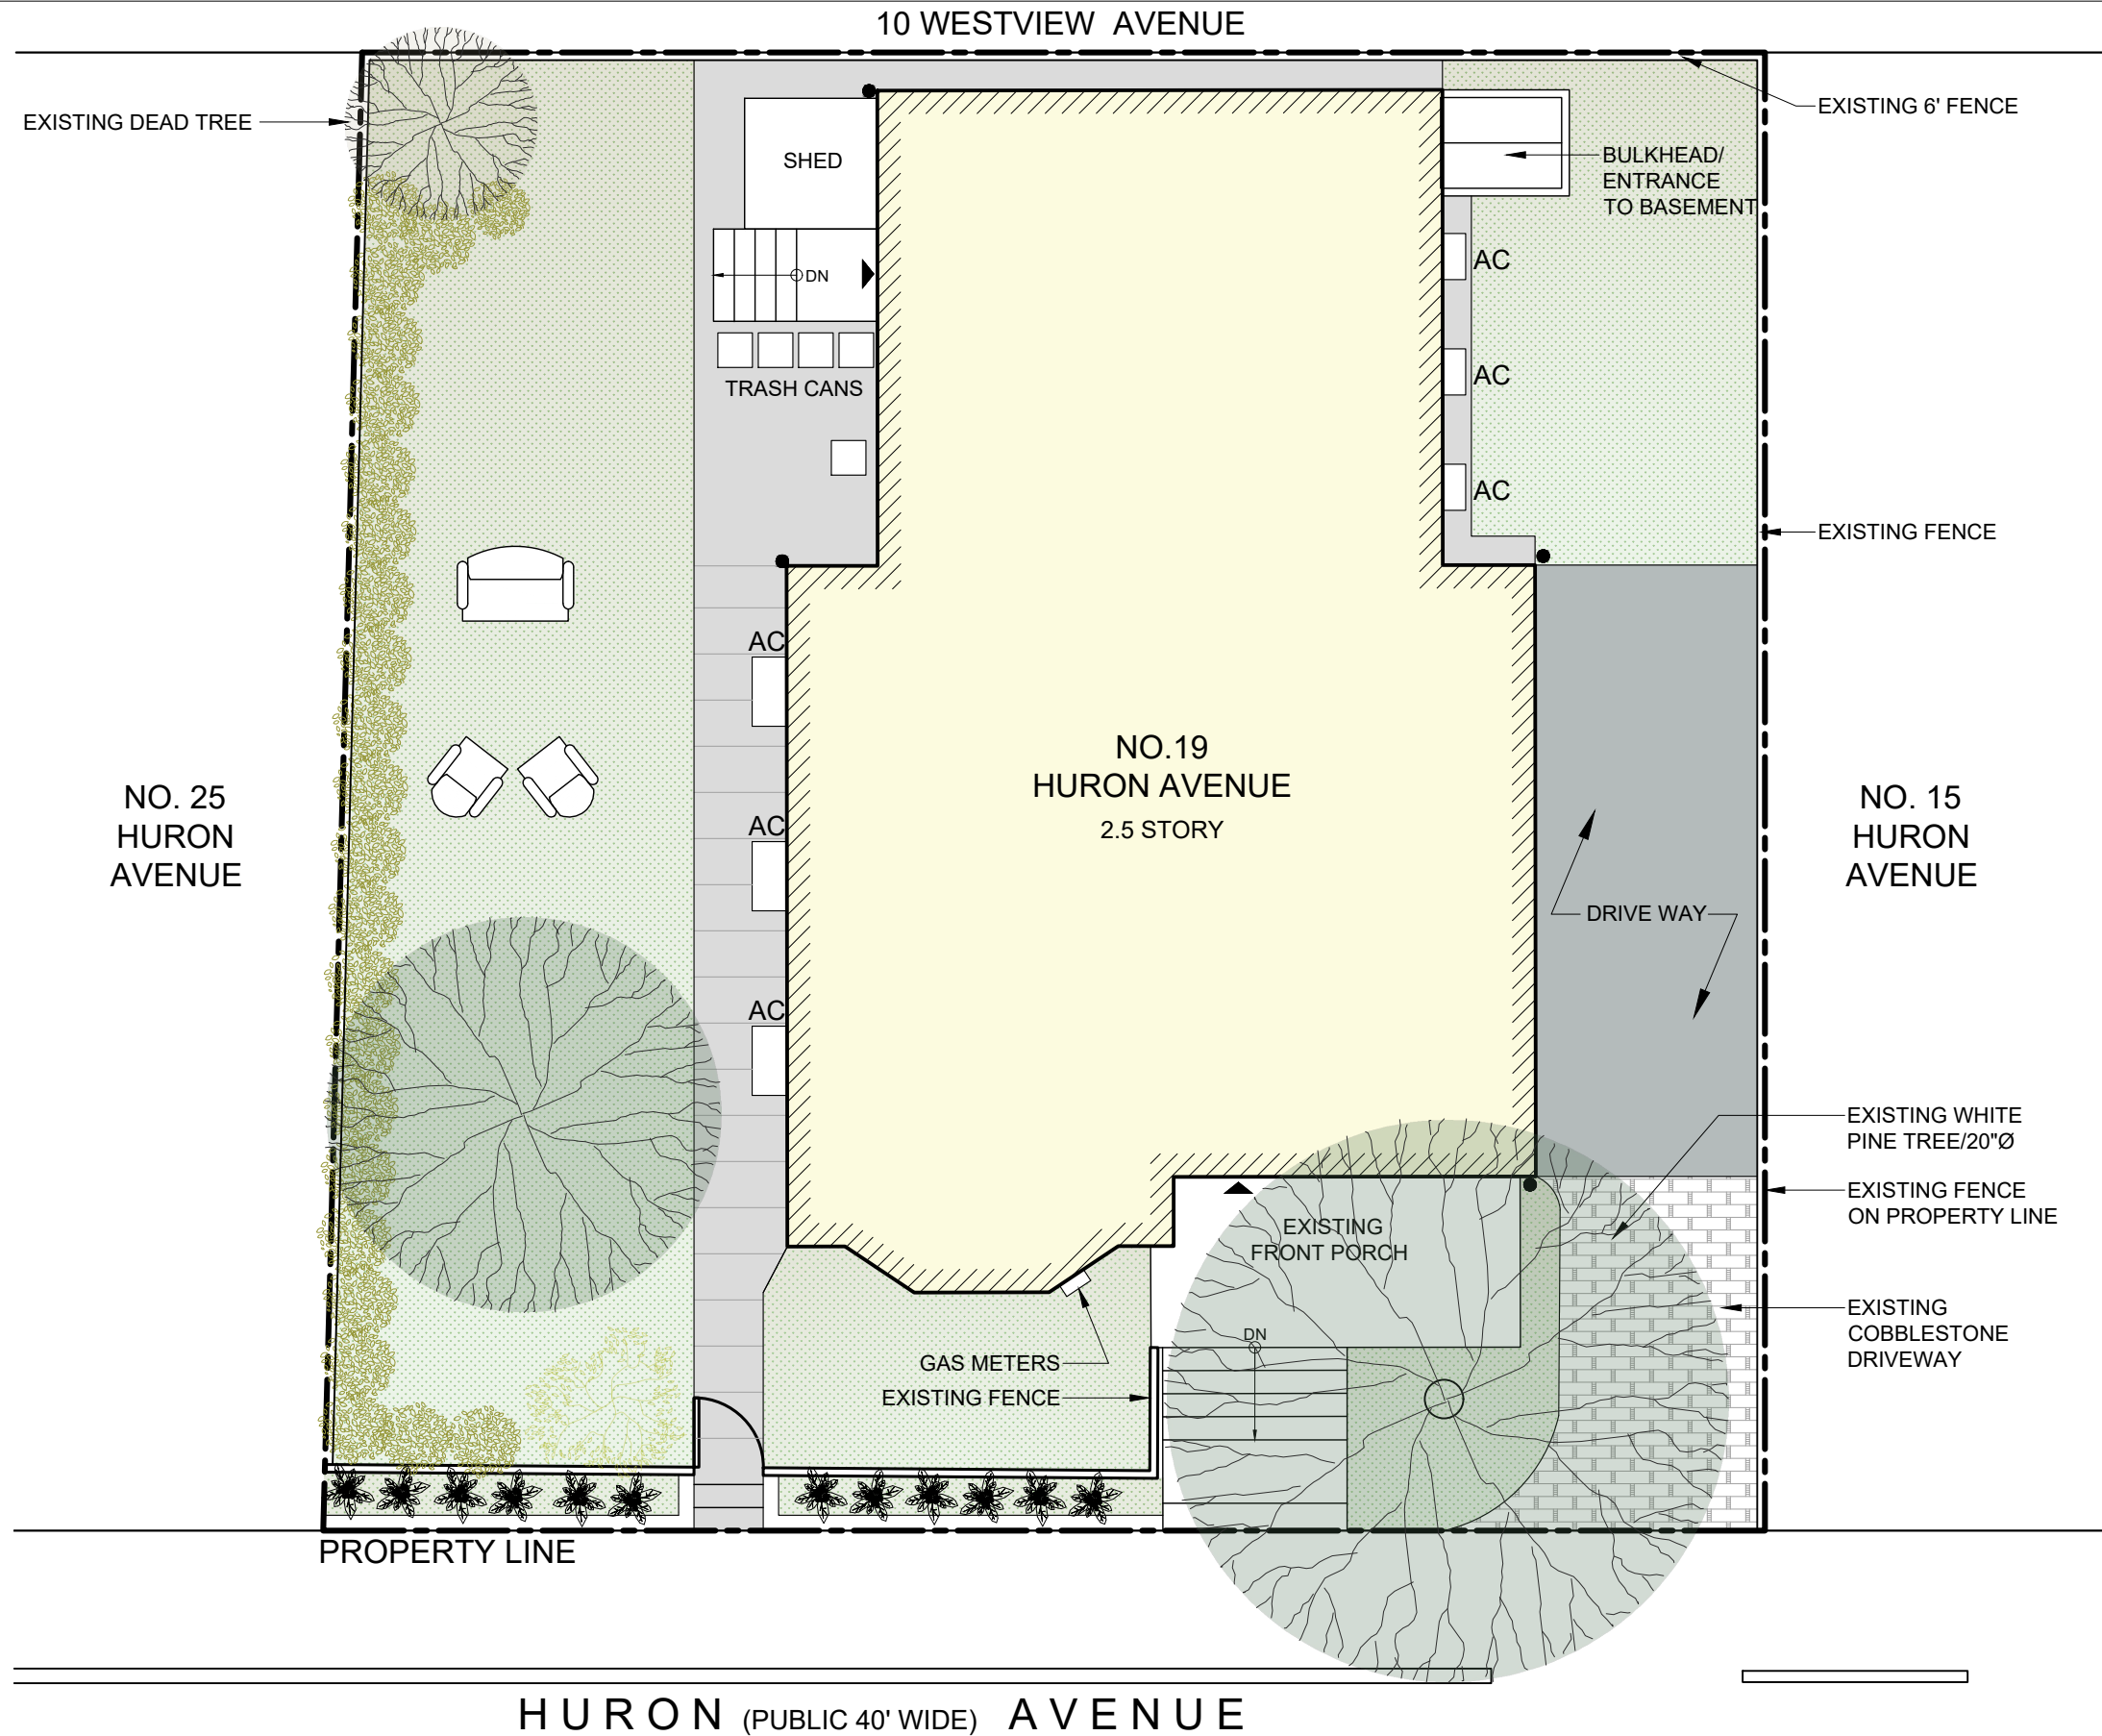 10 WESTVIEW AVENUE
EXISTING DEAD TREE
EXISTING 6' FENCE
SHED
BULKHEAD/
ENTRANCE
TO BASEMENT
AC
DN
AC
TRASH CANS
AC
EXISTING FENCE
AC
NO.19
HURON AVENUE
2.5 STORY
NO. 25
HURON
AVENUE
NO. 15
HURON
AVENUE
AC
DRIVE WAY
AC
EXISTING WHITE
PINE TREE/20"Ø
EXISTING FENCE
ON PROPERTY LINE
EXISTING
FRONT PORCH
EXISTING
COBBLESTONE
DRIVEWAY
DN
GAS METERS
EXISTING FENCE
PROPERTY LINE
HURON (PUBLIC 40' WIDE) AVENUE